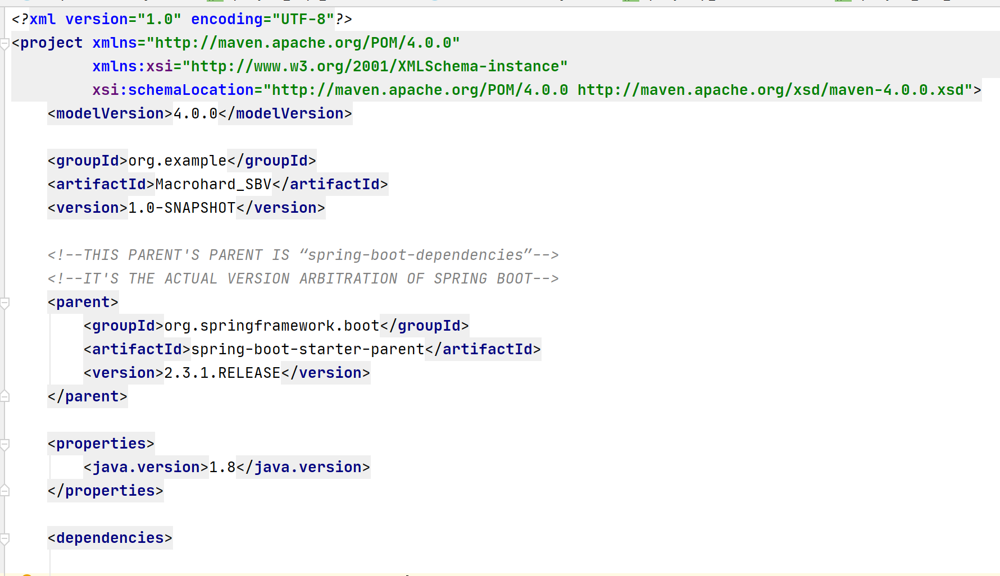 <?xml version="1.0" encoding="UTF-8"?>
<project xmlns="http://maven.apache.org/POM/4.0.0"
xmlns:xsi="http://www.w3.org/2001/XMLSchema-instance"
xsi:schemaLocation="http://maven.apache.org/POM/4.0.0 http://maven.apache.org/xsd/maven-4.0.0.xsd">
<modelVersion>4.0.0</modelVersion>
<groupId>org.example</groupId>
<artifactId>Macrohard_SBV</artifactId>
<version>1.0-SNAPSHOT</version>
<!--THIS PARENT'S PARENT IS “spring-boot-dependencies”-->
<!--IT'S THE ACTUAL VERSION ARBITRATION OF SPRING BOOT-->
<parent>
<groupId>org.springframework.boot</groupId>
<artifactId>spring-boot-starter-parent</artifactId>
<version>2.3.1.RELEASE</version>
</parent>
<properties>
<java.version>1.8</java.version>
</properties>
<dependencies>